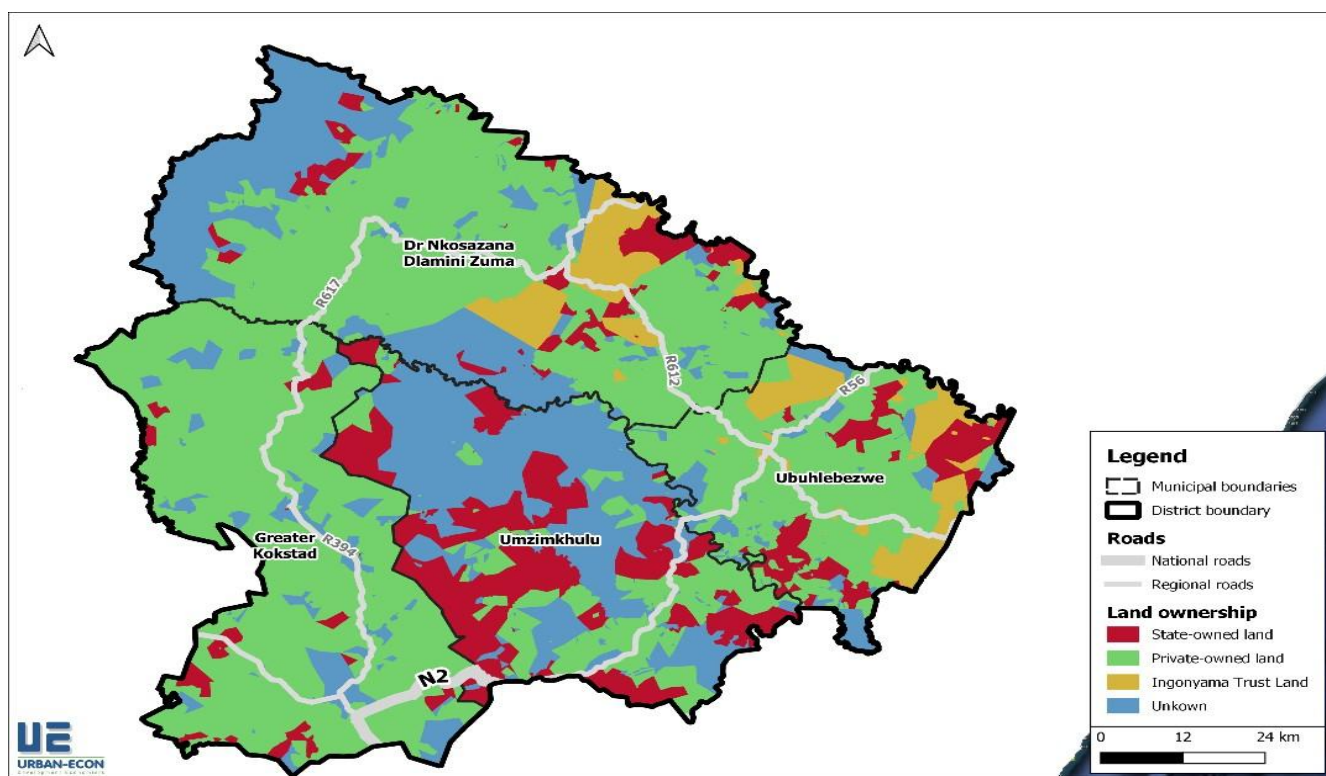 Dr Nkosazana
Dlamini Zuma
R617
R612
R56
Ubuhlebezwe
Greater
Kokstad
R394
Umzimkhulu
N2
Legend
Municipal boundaries
District boundary
Roads
National roads
Regional roads
Land ownership
State-owned land
Private-owned land
Ingonyama Trust Land
Unkown
0 12 24 km
UE
URBAN-ECON